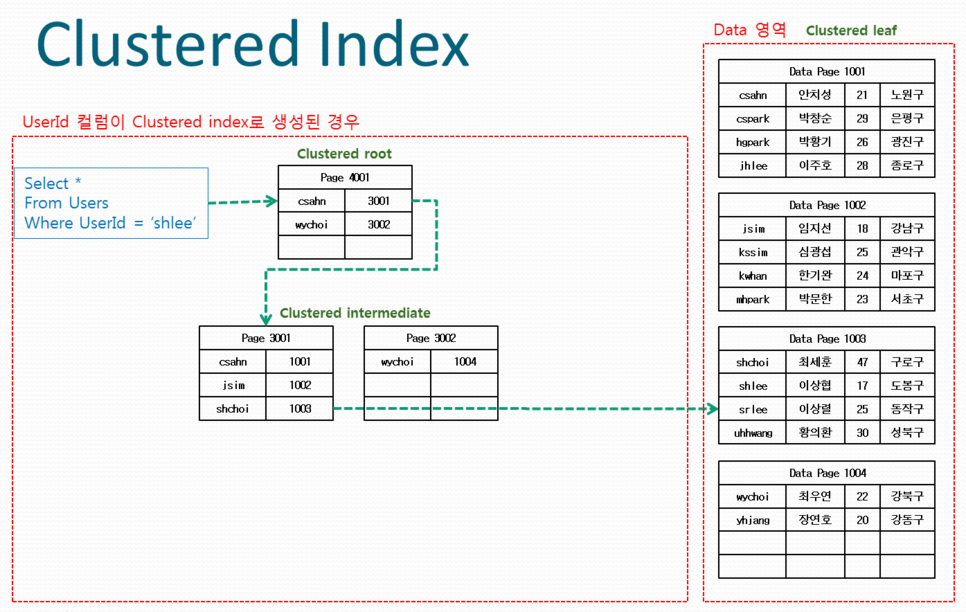 Clustered Index
UserId 컬럼이 Clustered index로 생성된 경우
Select *
From Users
Where UserId = ‘shlee’
Clustered root
Page 4001
csahn 3001
wychoi 3002
Clustered intermediate
Page 3001
csahn 1001
jsim 1002
shchoi 1003
Page 3002
wychoi 1004
Data 영역 Clustered leaf
Data Page 1001
csahn 안치성 21 노원구
cspark 박창순 29 은평구
hgpark 박황기 26 광진구
jhlee 이주호 28 종로구
Data Page 1002
jsim 임지선 18 강남구
kssim 심광섭 25 관악구
kwhan 한기완 24 마포구
mhpark 박문한 23 서초구
Data Page 1003
shchoi 최세훈 47 구로구
shlee 이상협 17 도봉구
srlee 이상렬 25 동작구
uhhwang 황의환 30 성북구
Data Page 1004
wychoi 최우연 22 강북구
yhjang 장연호 20 강동구